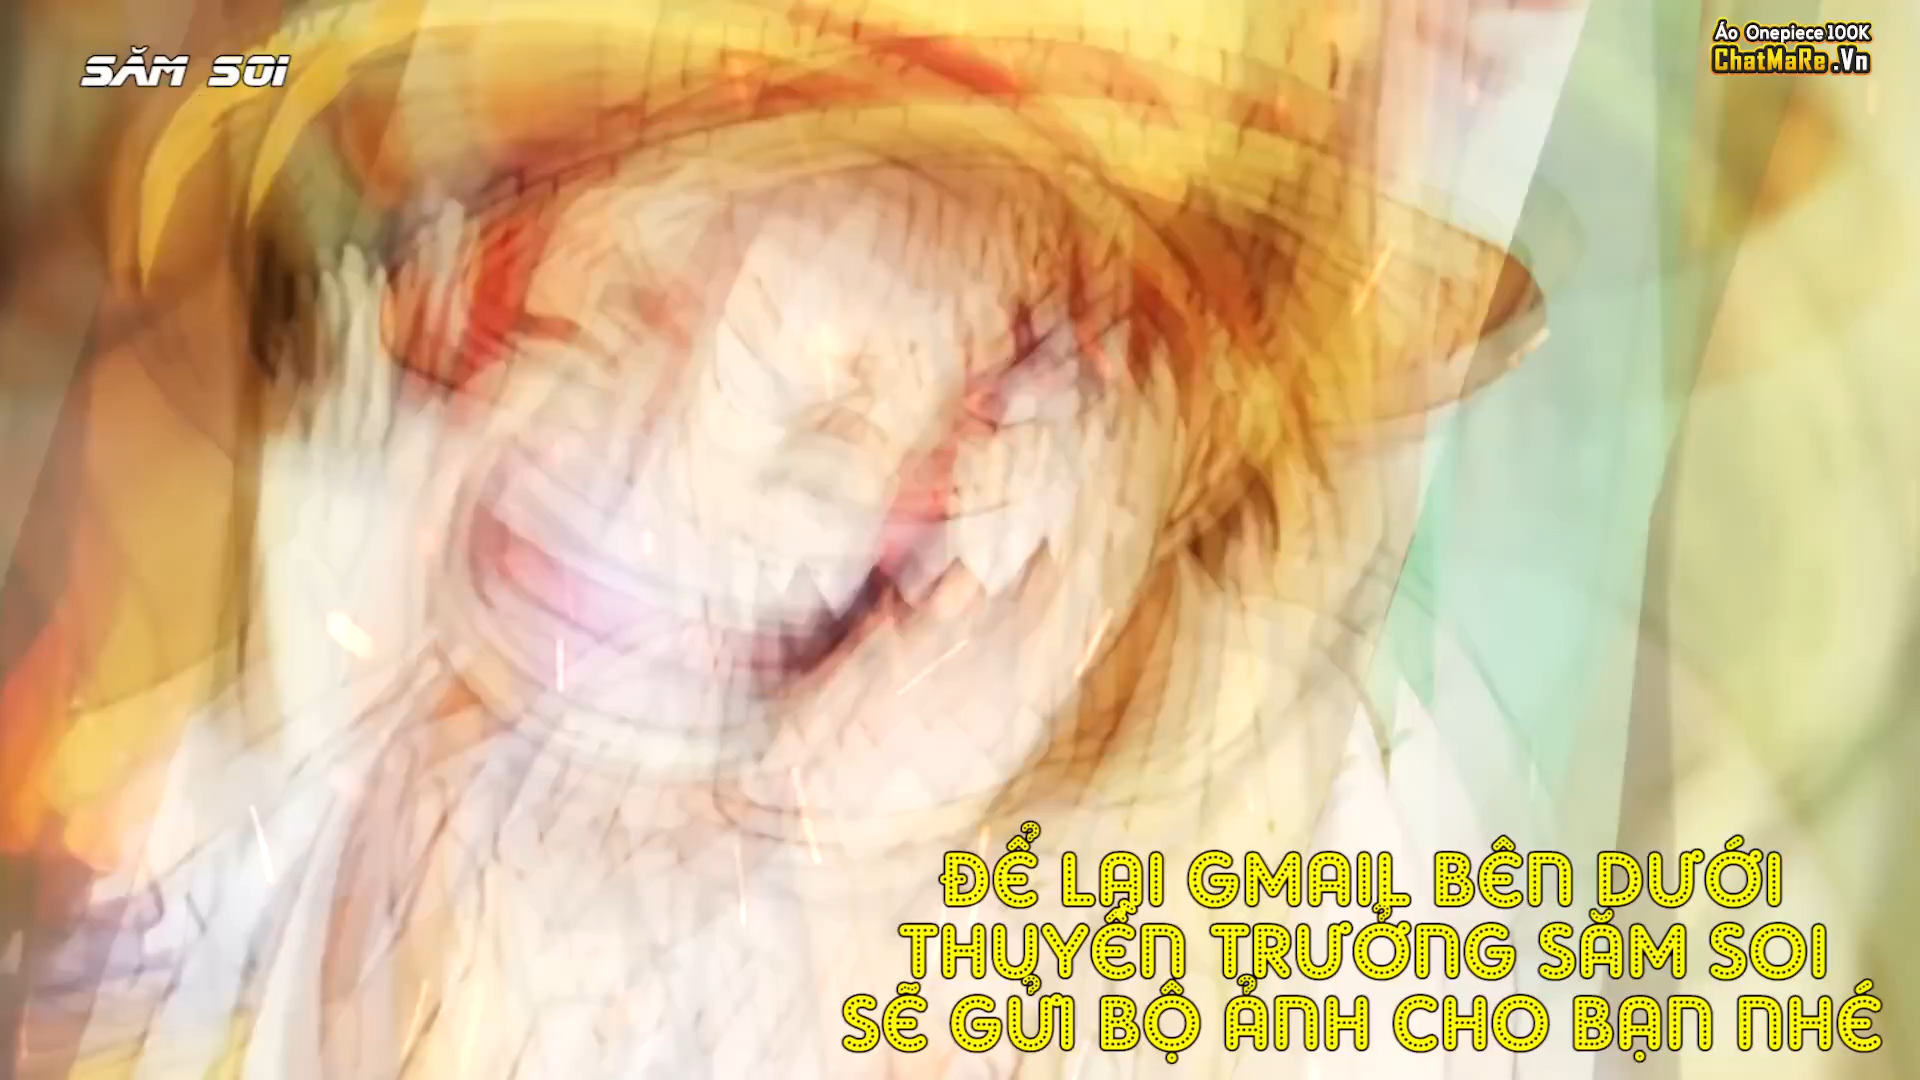 SĂM SOI
Áo Onepiece 100K
ChatMaRe.Vn
ĐỂ LẠI GMAIL BÊN DƯỚI
THUYỀN TRƯỞNG SĂM SOI
SẼ GỬI BỘ ẢNH CHO BẠN NHÉ